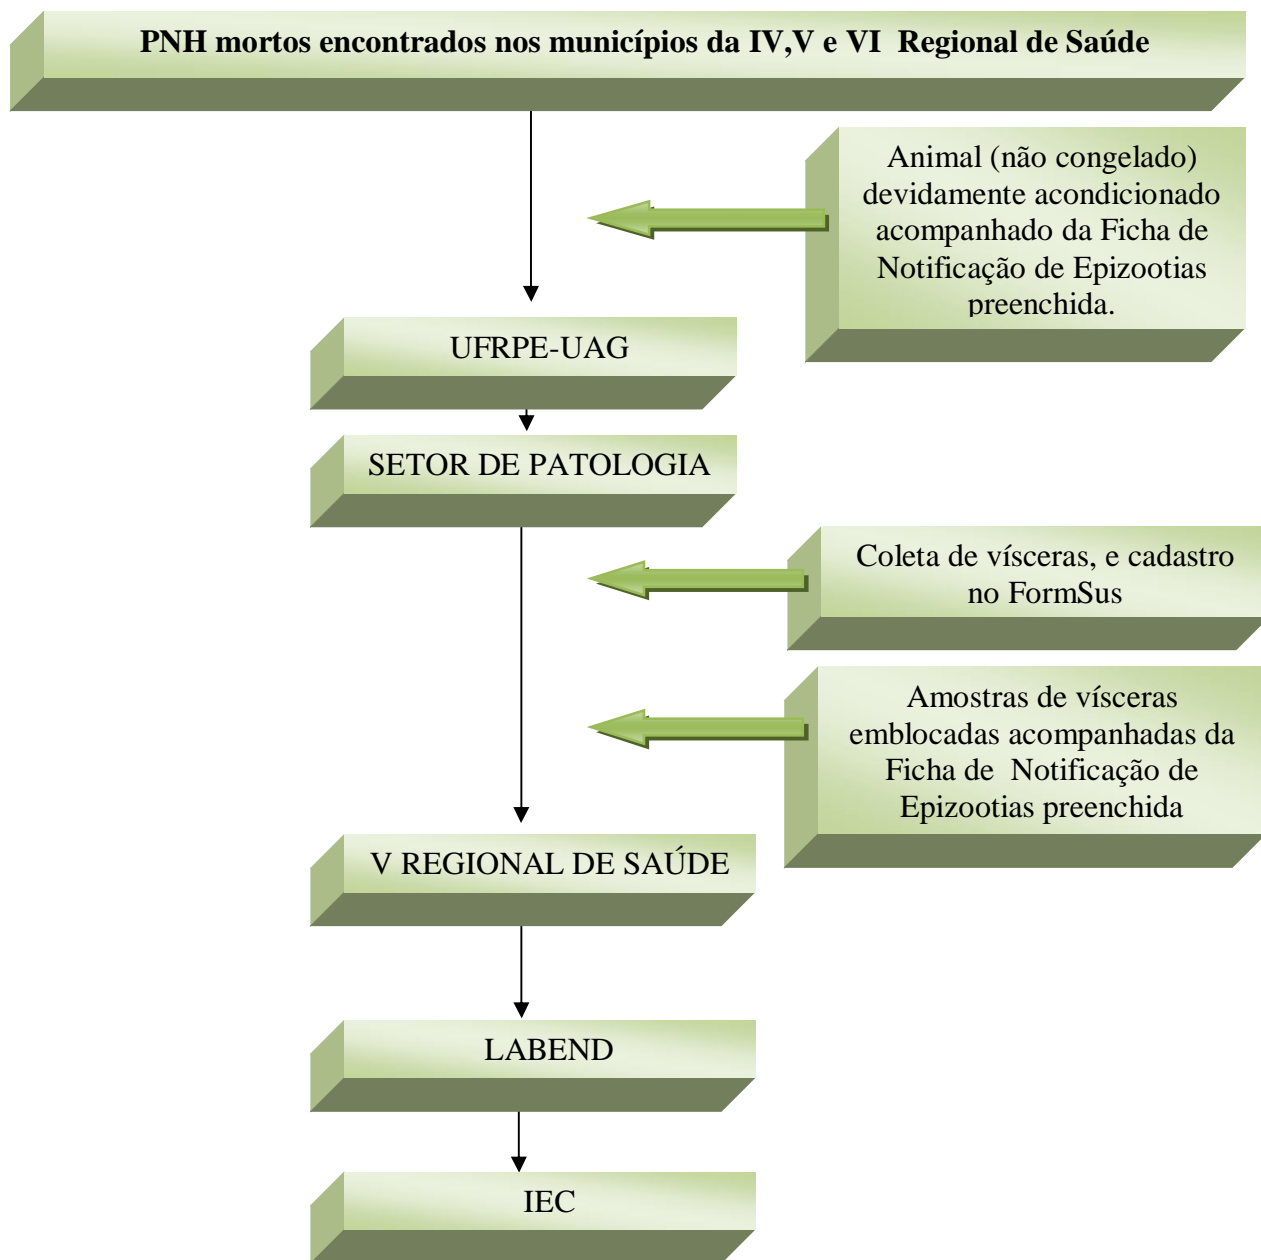 PNH mortos encontrados nos municípios da IV,V e VI Regional de Saúde
Animal (não congelado)
devidamente acondicionado
acompanhado da Ficha de
Notificação de Epizootias
preenchida.
UFRPE-UAG
SETOR DE PATOLOGIA
Coleta de vísceras, e cadastro
no FormSus
Amostras de vísceras
emblocadas acompanhadas da
Ficha de Notificação de
Epizootias preenchida
V REGIONAL DE SAÚDE
LABEND
IEC